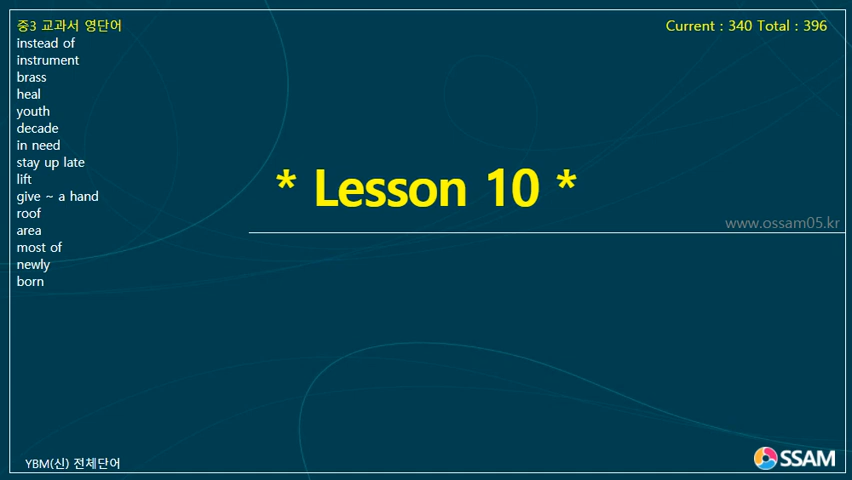 중3 교과서 영단어
Current : 340 Total : 396
instead of
instrument
brass
heal
youth
decade
in need
stay up late
lift
give ~ a hand
roof
area
most of
newly
born
* Lesson 10 *
www.ossam05.kr
YBM(신) 전체단어
SSAM